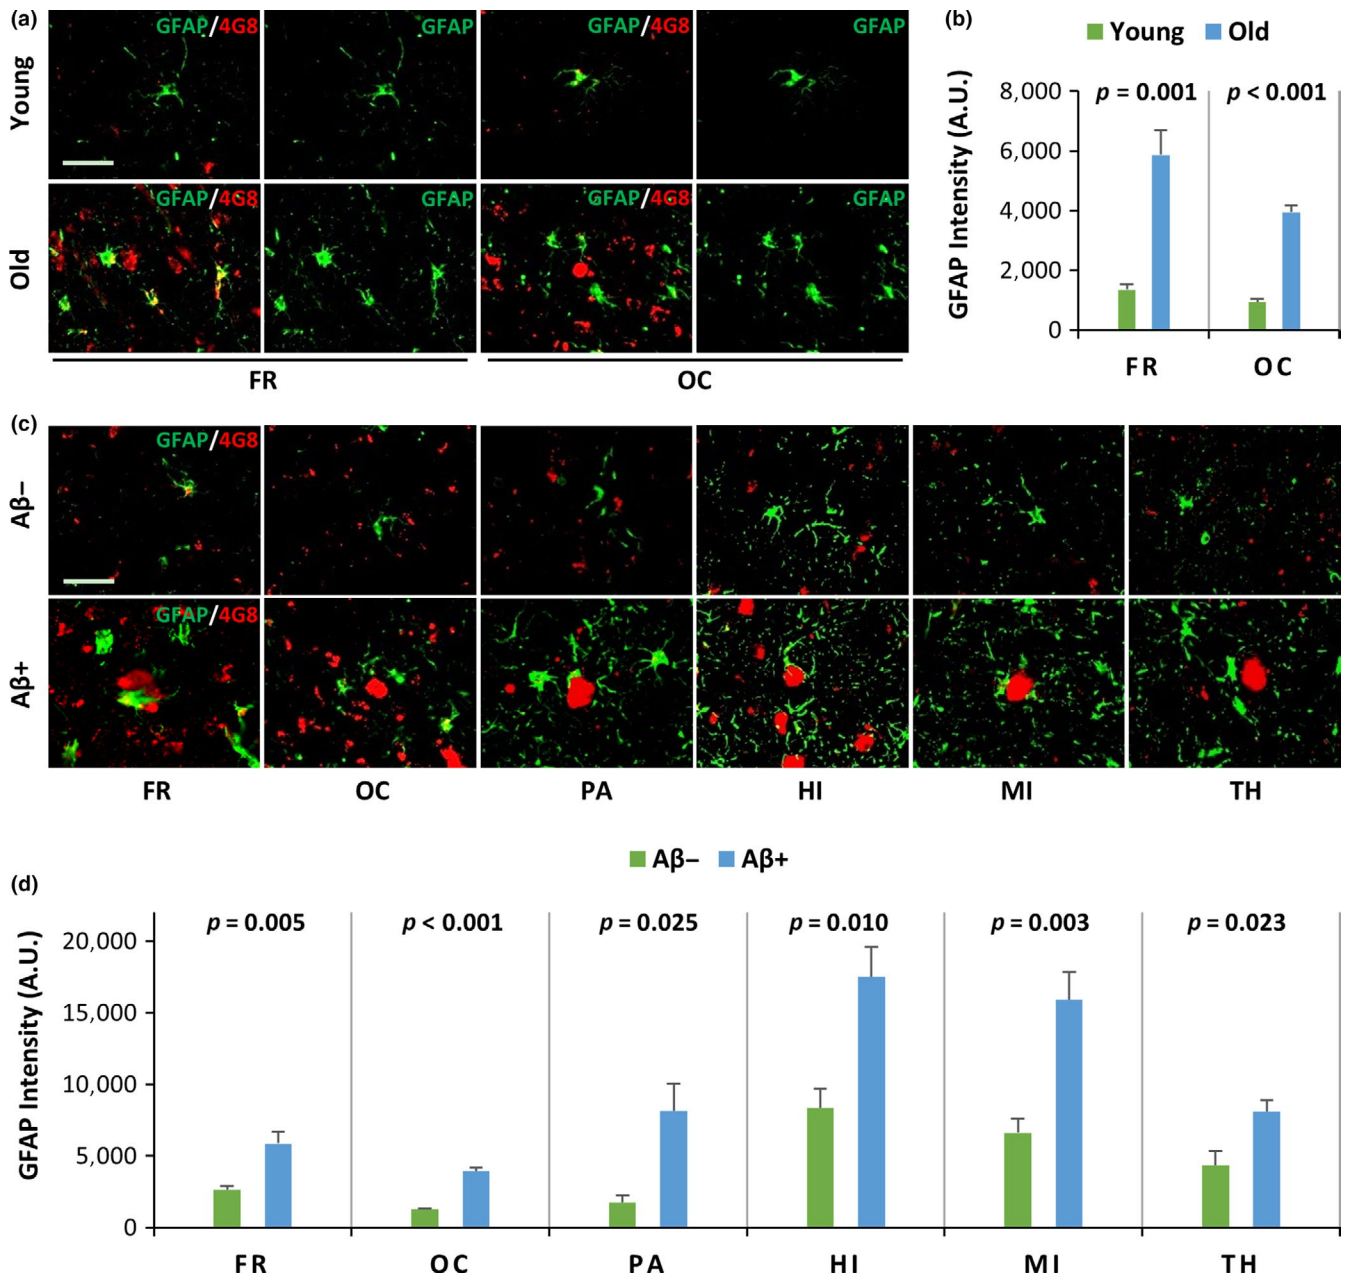 (a)
GFAP/4G8 GFAP GFAP/4G8 GFAP
Young
GFAP/4G8 GFAP GFAP/4G8 GFAP
Old
FR OC
(b)
Young Old
8,000 p = 0.001 p < 0.001
6,000
4,000
2,000
0
GFAP Intensity (A.U.)
FR OC
(c)
GFAP/4G8
Aβ–
GFAP/4G8
Aβ+
FR OC PA HI MI TH
Aβ– Aβ+
(d)
p = 0.005 p < 0.001 p = 0.025 p = 0.010 p = 0.003 p = 0.023
20,000
15,000
10,000
5,000
0
GFAP Intensity (A.U.)
FR OC PA HI MI TH